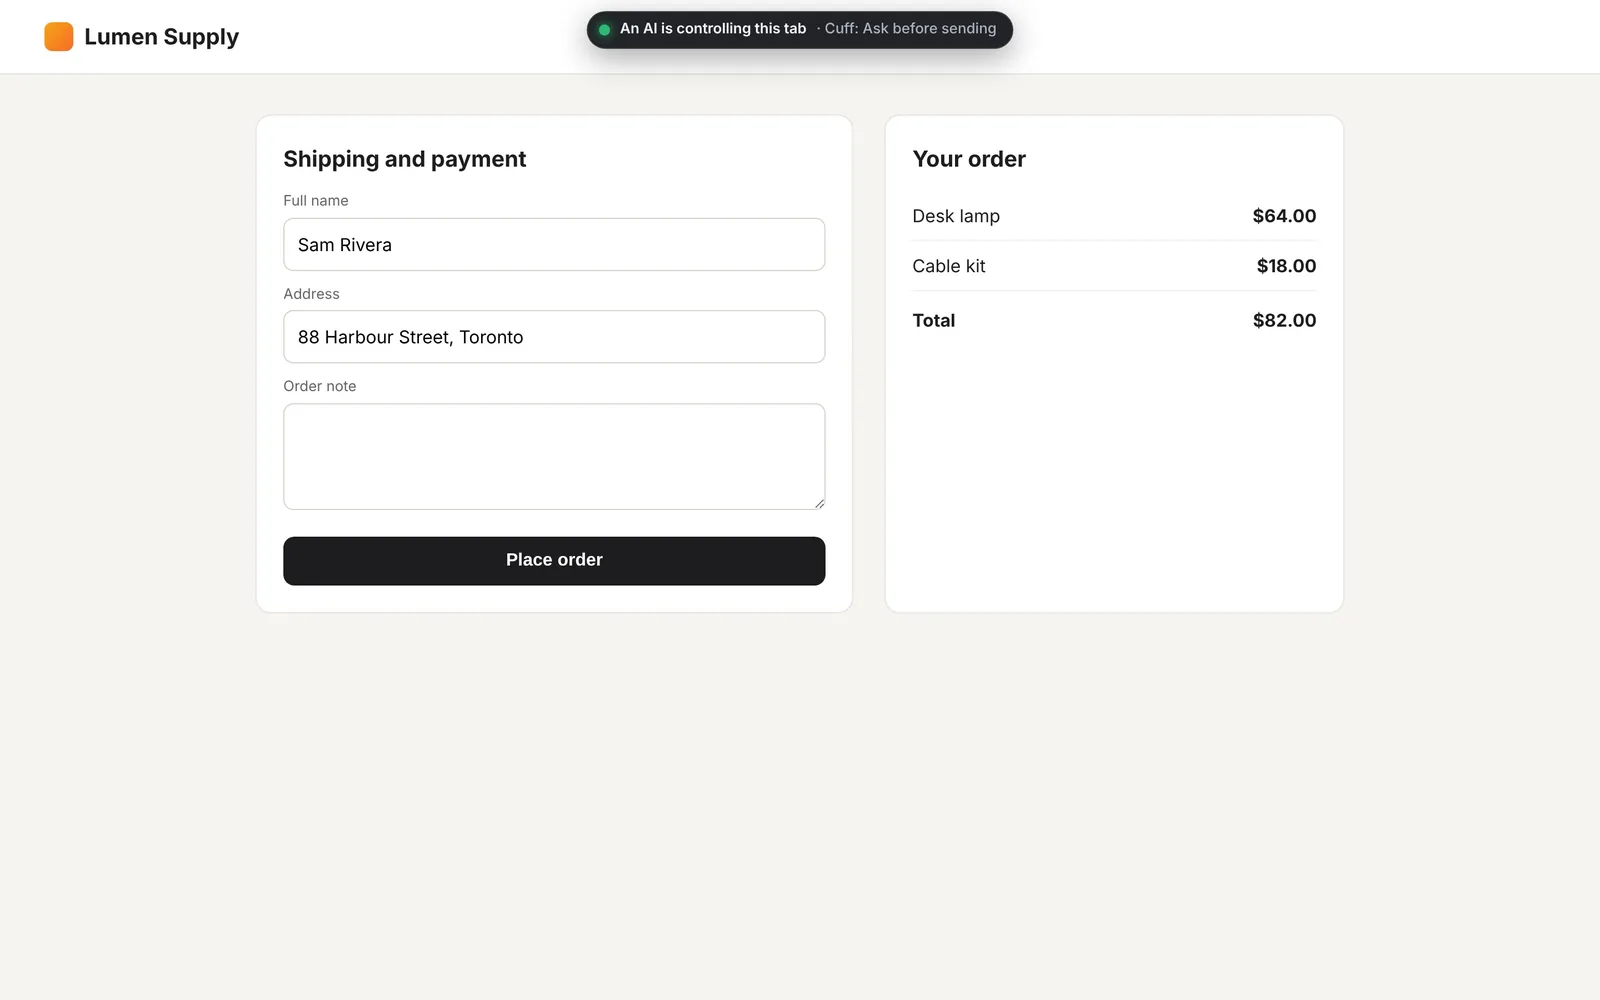 Lumen Supply
An AI is controlling this tab · Cuff: Ask before sending
Shipping and payment
Full name
Sam Rivera
Address
88 Harbour Street, Toronto
Order note
Place order
Your order
Desk lamp $64.00
Cable kit $18.00
Total $82.00